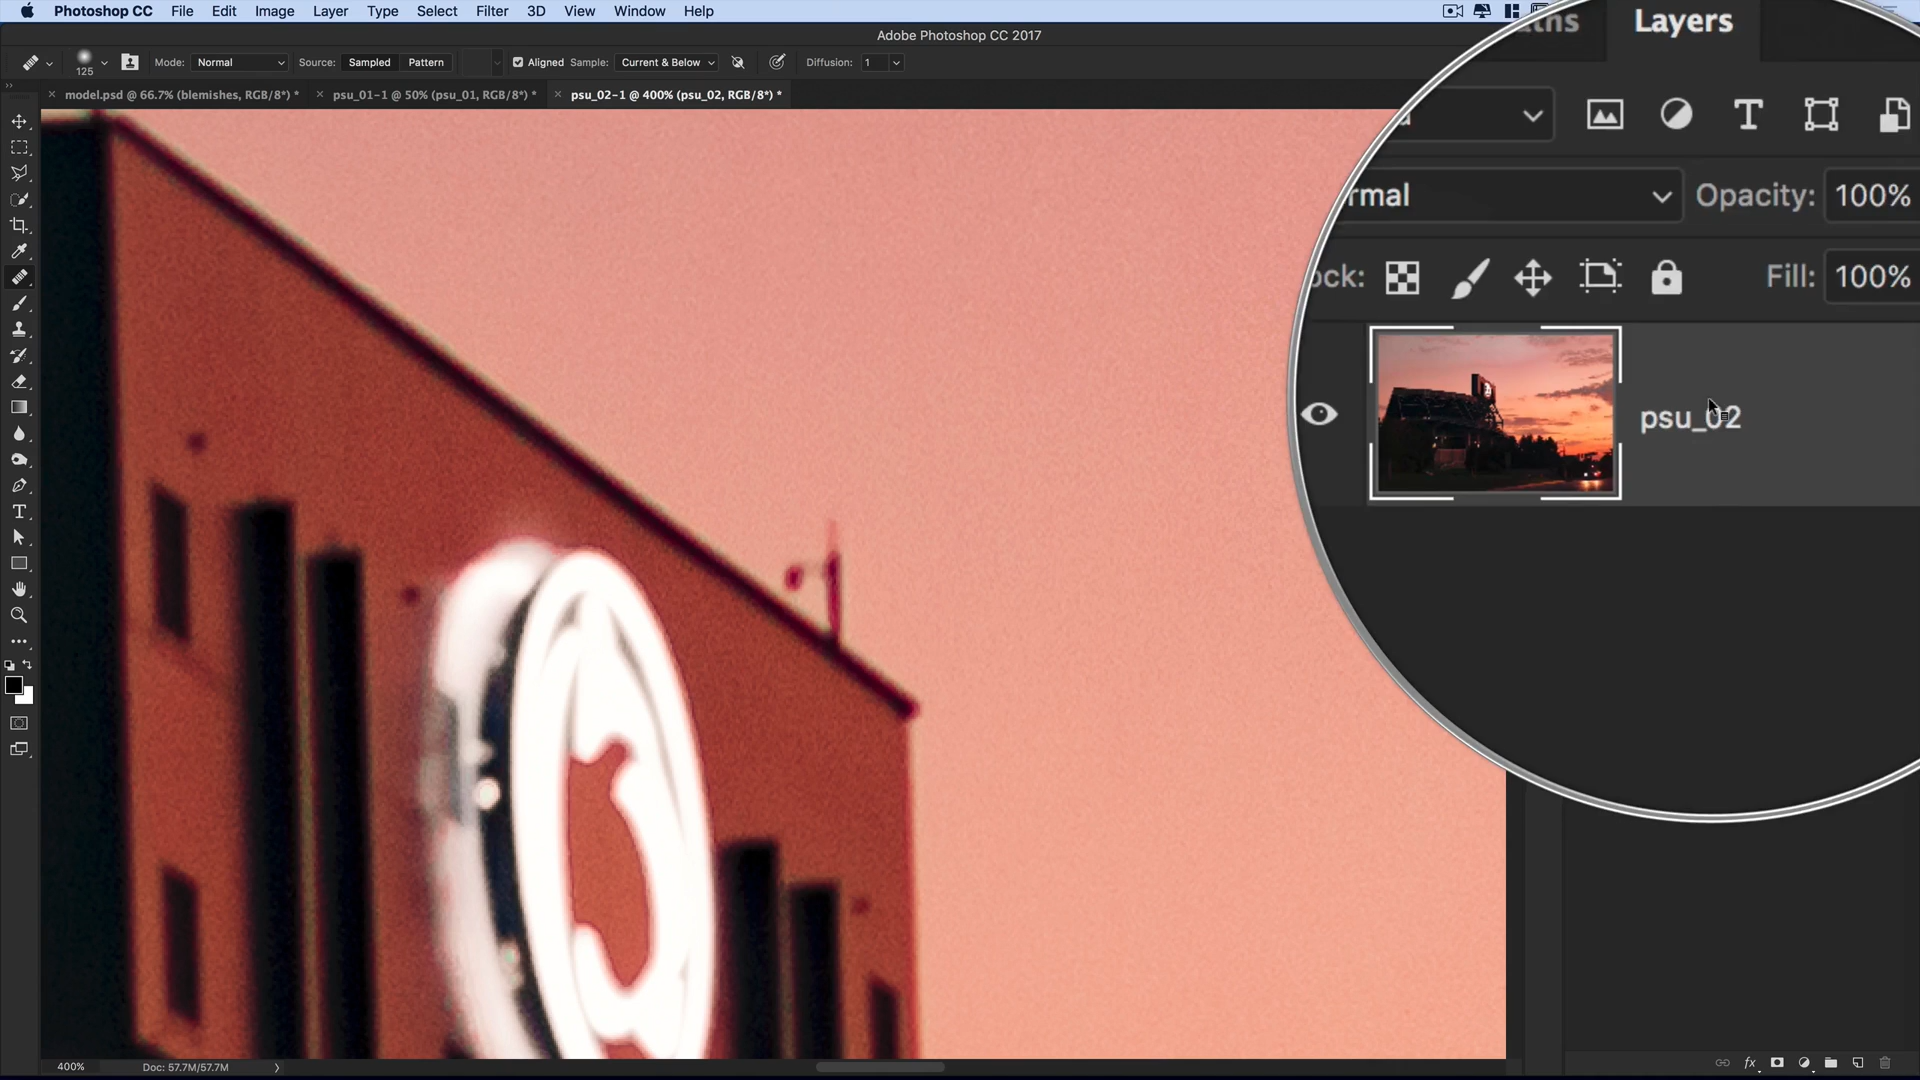 Photoshop CC File Edit Image Layer Type Select Filter 3D View Window Help
Adobe Photoshop CC 2017
125 Mode: Normal Source: Sampled Pattern Aligned Sample: Current & Below Diffusion: 1
model.psd @ 66.7% (blemishes, RGB/8*) * psu_01-1 @ 50% (psu_01, RGB/8*) * psu_02-1 @ 400% (psu_02, RGB/8*) *
Layers
Opacity: 100%
Fill: 100%
psu_02
400% Doc: 57.7M/57.7M